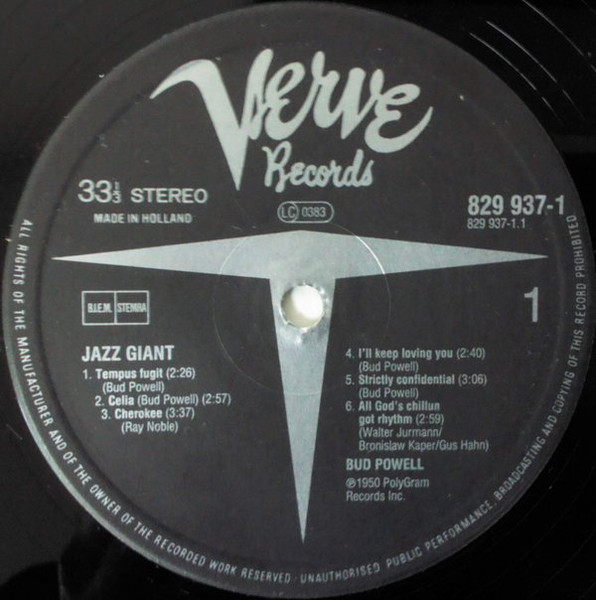 Verve
Records
33 1/3 STEREO
MADE IN HOLLAND
LC 0383
829 937-1
829 937-1.1
B.I.E.M. STEMRA
1
JAZZ GIANT
1. Tempus fugit (2:26)
(Bud Powell)
2. Celia (Bud Powell) (2:57)
3. Cherokee (3:37)
(Ray Noble)
4. I'll keep loving you (2:40)
(Bud Powell)
5. Strictly confidential (3:06)
(Bud Powell)
6. All God's chillun
got rhythm (2:59)
(Walter Jurmann/
Bronislaw Kaper/Gus Hahn)
BUD POWELL
℗1950 PolyGram
Records Inc.
ALL RIGHTS OF THE MANUFACTURER AND OF THE OWNER OF THE RECORDED WORK RESERVED · UNAUTHORISED PUBLIC PERFORMANCE, BROADCASTING AND COPYING OF THIS RECORD PROHIBITED